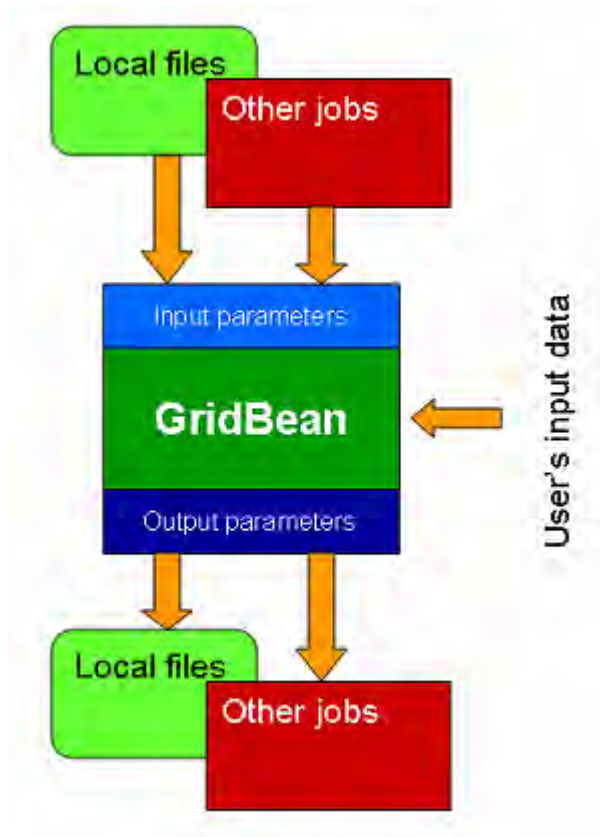 Local files
Other jobs
Input parameters
GridBean
User's input data
Output parameters
Local files
Other jobs